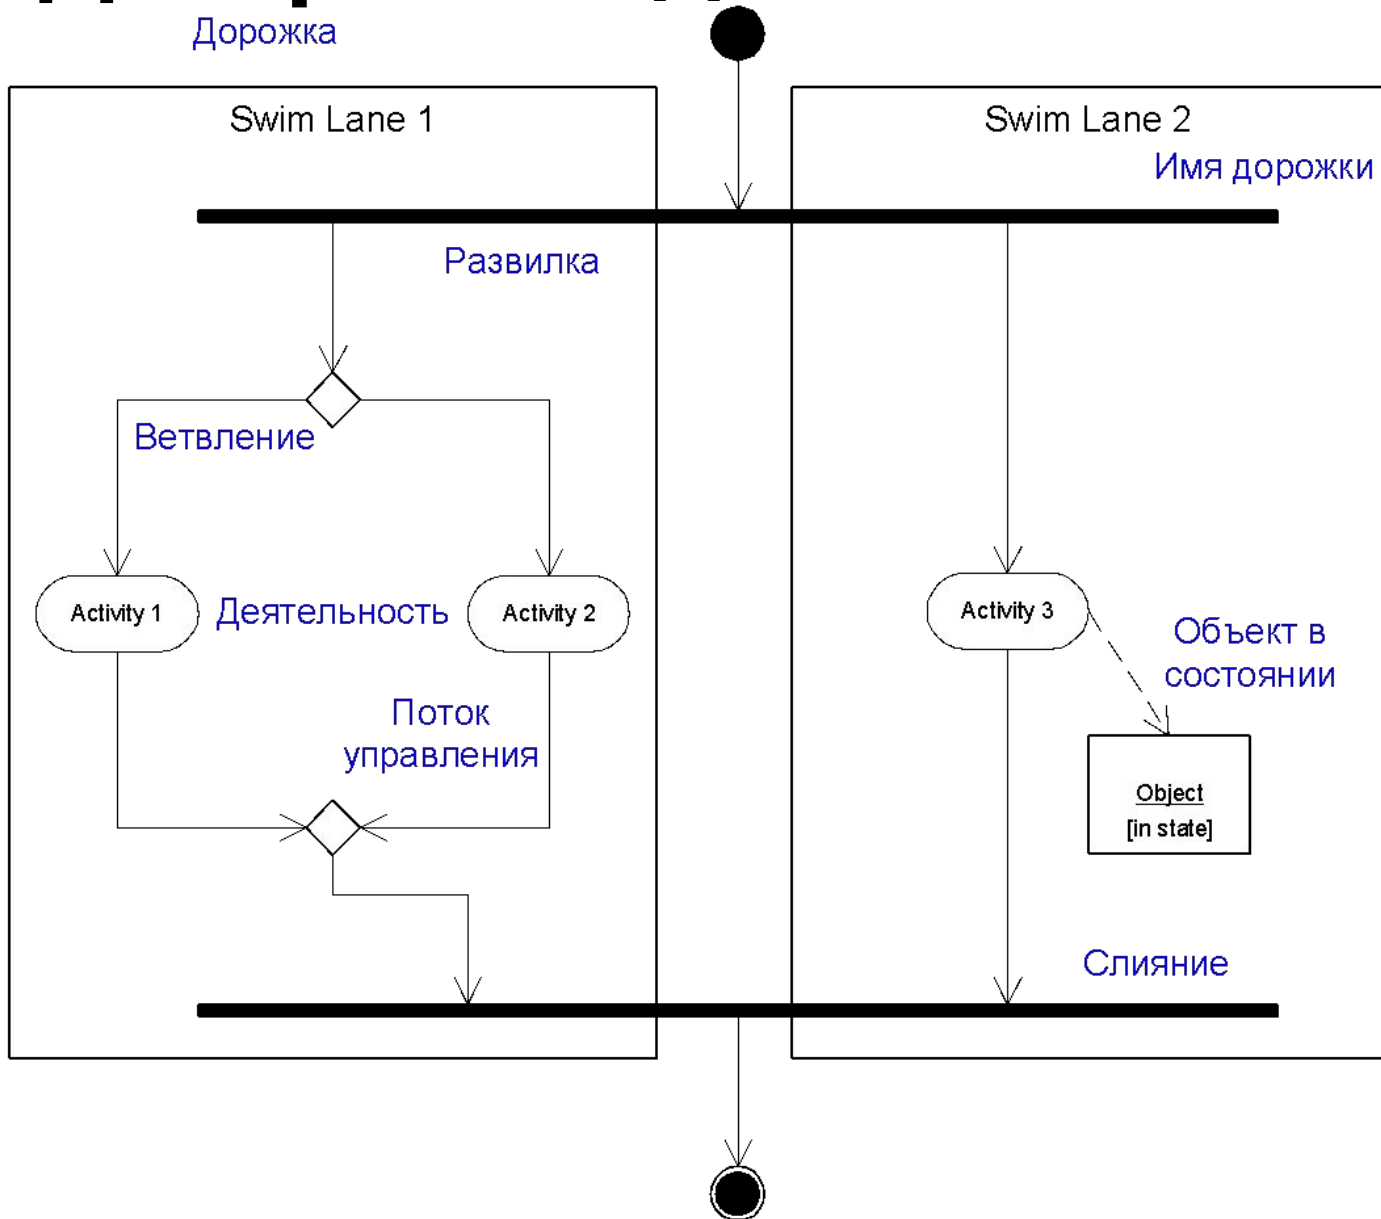 Дорожка
Swim Lane 1
Swim Lane 2
Имя дорожки
Развилка
Ветвление
Activity 1
Деятельность
Activity 2
Activity 3
Объект в
состоянии
Поток
управления
Object
[in state]
Слияние